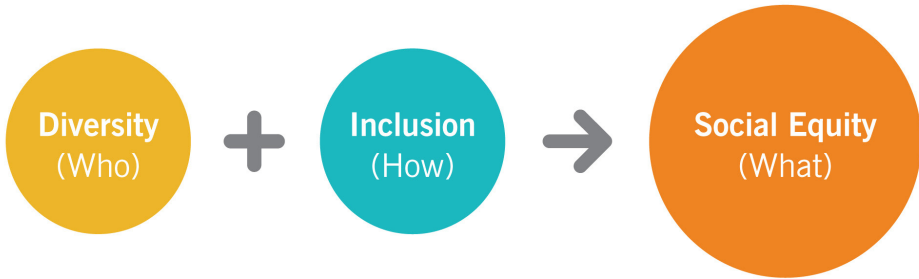 Diversity
(Who)
Inclusion
(How)
Social Equity
(What)